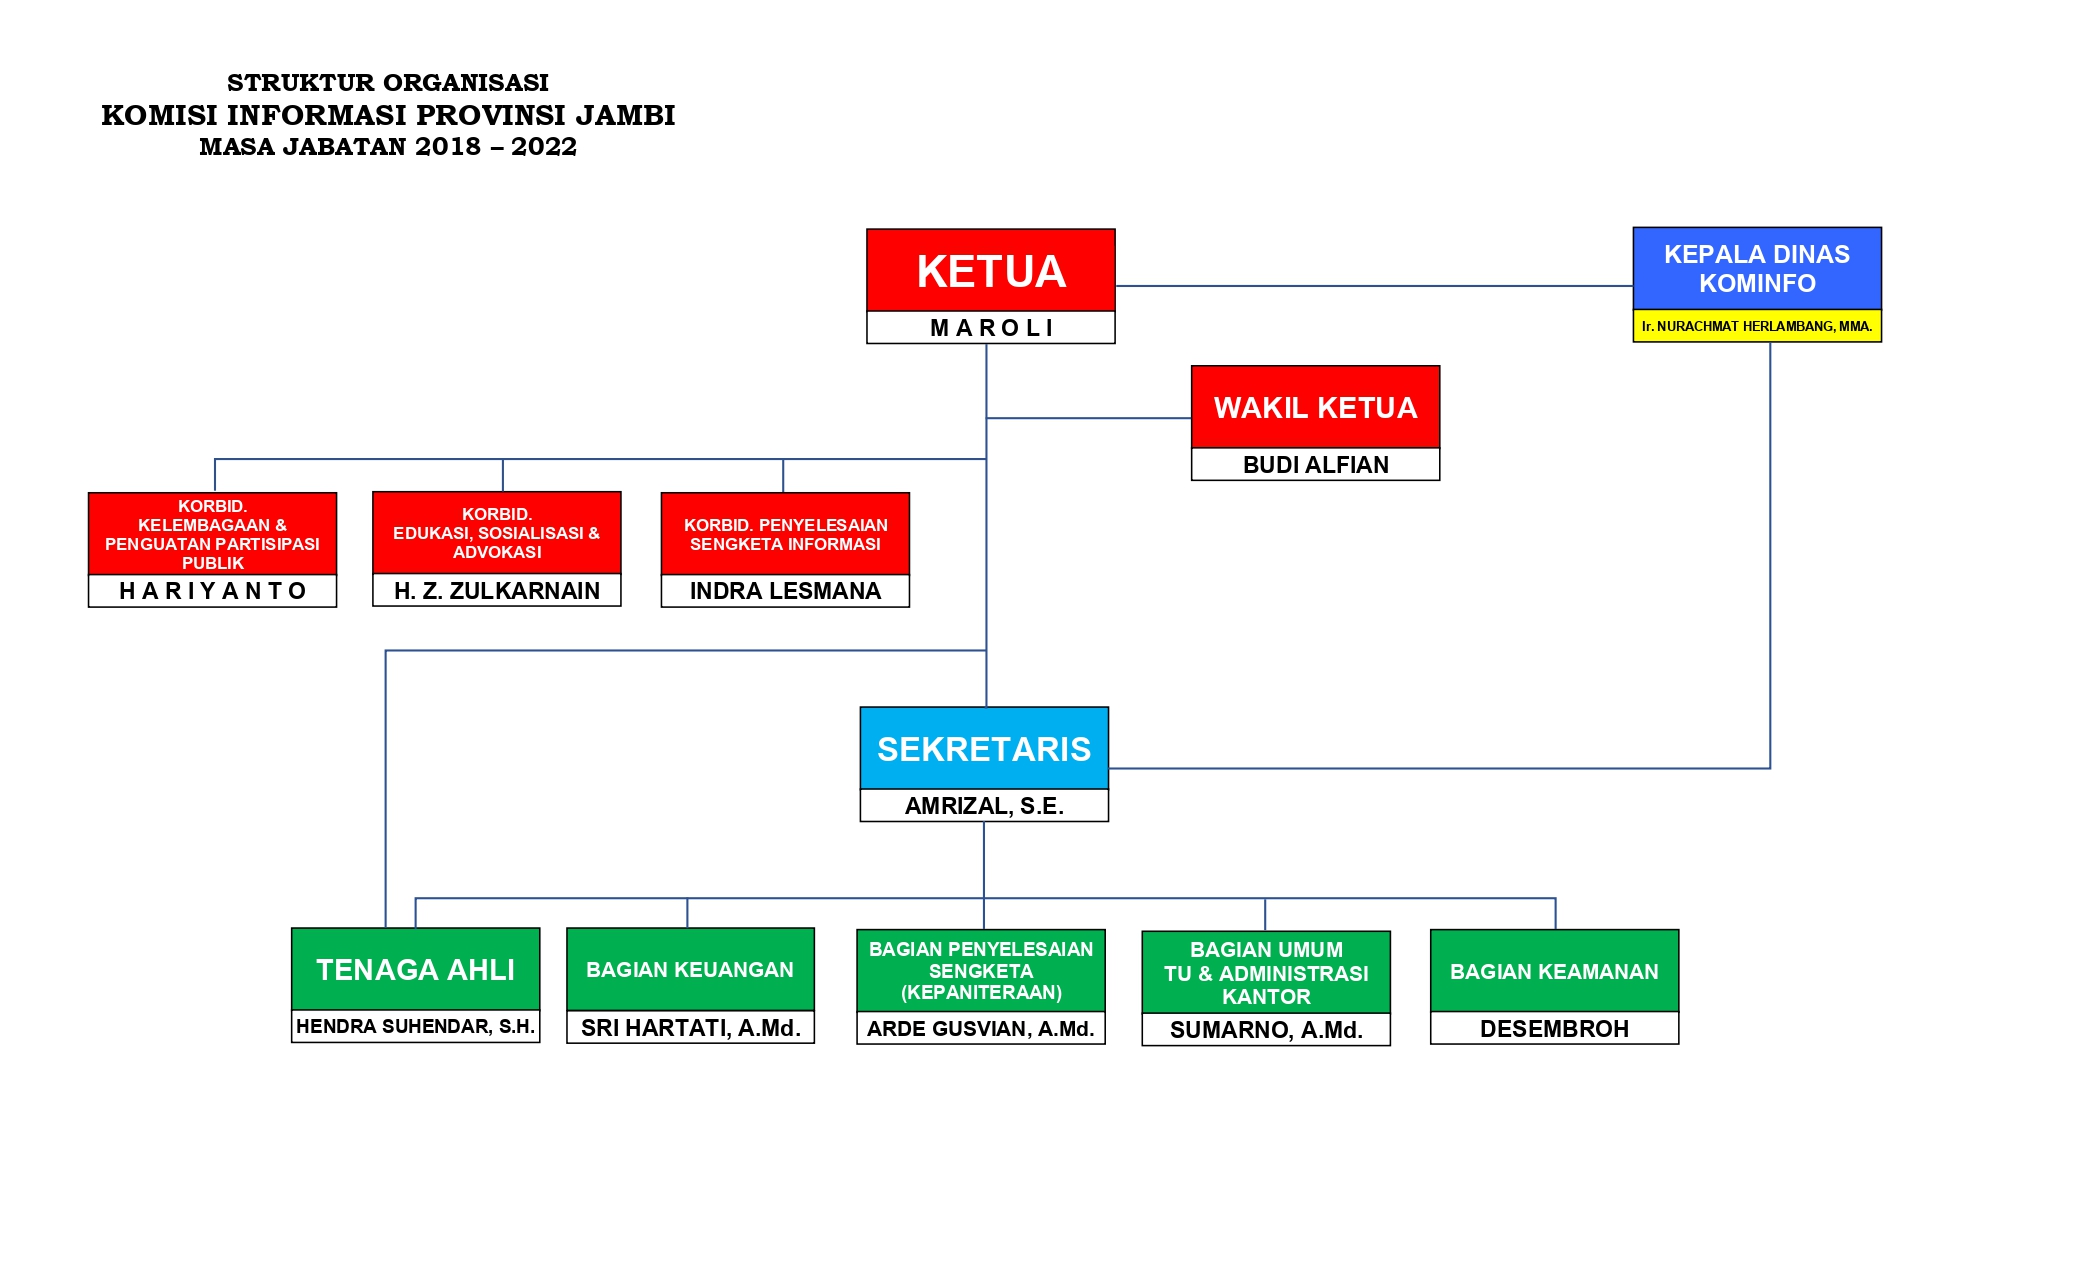 STRUKTUR ORGANISASI
KOMISI INFORMASI PROVINSI JAMBI
MASA JABATAN 2018 – 2022
KETUA
M A R O L I
KEPALA DINAS
KOMINFO
Ir. NURACHMAT HERLAMBANG, MMA.
WAKIL KETUA
BUDI ALFIAN
KORBID.
KELEMBAGAAN &
PENGUATAN PARTISIPASI
PUBLIK
H A R I Y A N T O
KORBID.
EDUKASI, SOSIALISASI &
ADVOKASI
H. Z. ZULKARNAIN
KORBID. PENYELESAIAN
SENGKETA INFORMASI
INDRA LESMANA
SEKRETARIS
AMRIZAL, S.E.
TENAGA AHLI
HENDRA SUHENDAR, S.H.
BAGIAN KEUANGAN
SRI HARTATI, A.Md.
BAGIAN PENYELESAIAN
SENGKETA
(KEPANITERAAN)
ARDE GUSVIAN, A.Md.
BAGIAN UMUM
TU & ADMINISTRASI
KANTOR
SUMARNO, A.Md.
BAGIAN KEAMANAN
DESEMBROH